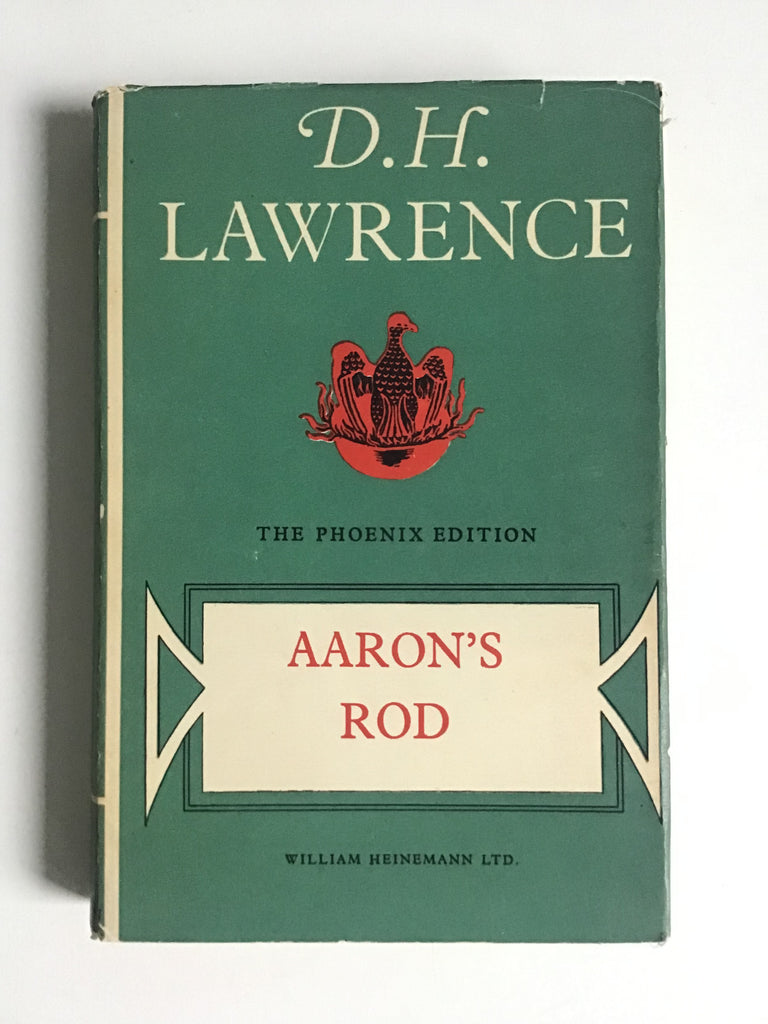 D.H.
LAWRENCE
THE PHOENIX EDITION
AARON'S
ROD
WILLIAM HEINEMANN LTD.